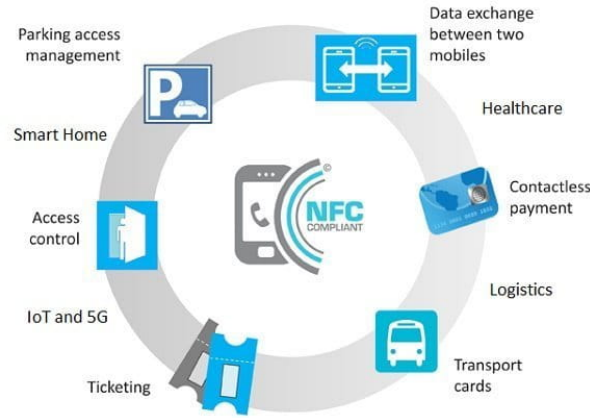 Parking access
management
Data exchange
between two
mobiles
P
Smart Home
Healthcare
©
NFC
COMPLIANT
Contactless
payment
Access
control
Logistics
IoT and 5G
Transport
cards
Ticketing